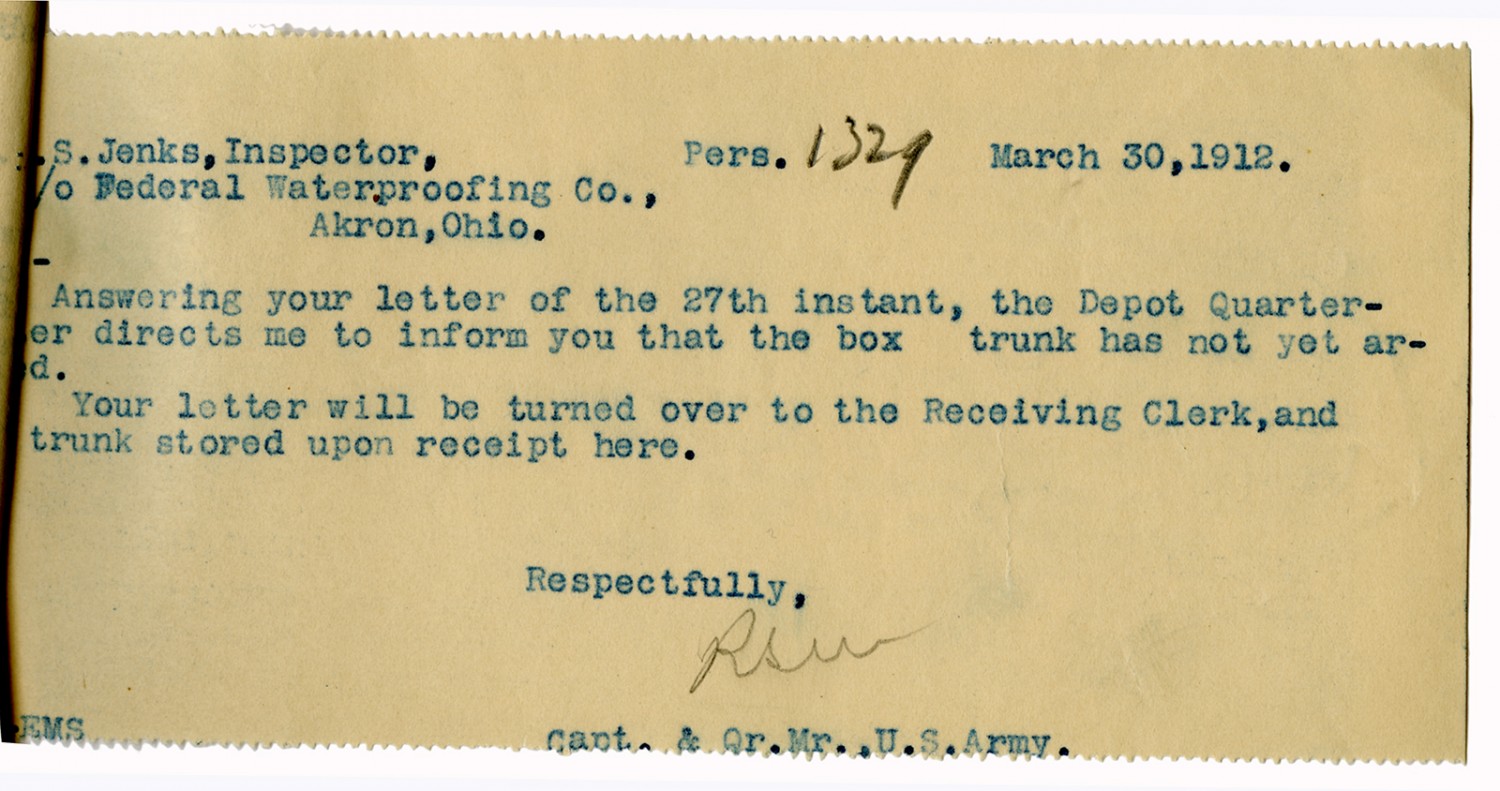 .S.Jenks,Inspector, Pers. 1329 March 30,1912.
/o Federal Waterproofing Co.,
Akron,Ohio.
-
Answering your letter of the 27th instant, the Depot Quarter-
er directs me to inform you that the box trunk has not yet ar-
d.
Your letter will be turned over to the Receiving Clerk,and
trunk stored upon receipt here.
Respectfully,
EMS Capt. & Qr.Mr.,U.S.Army.